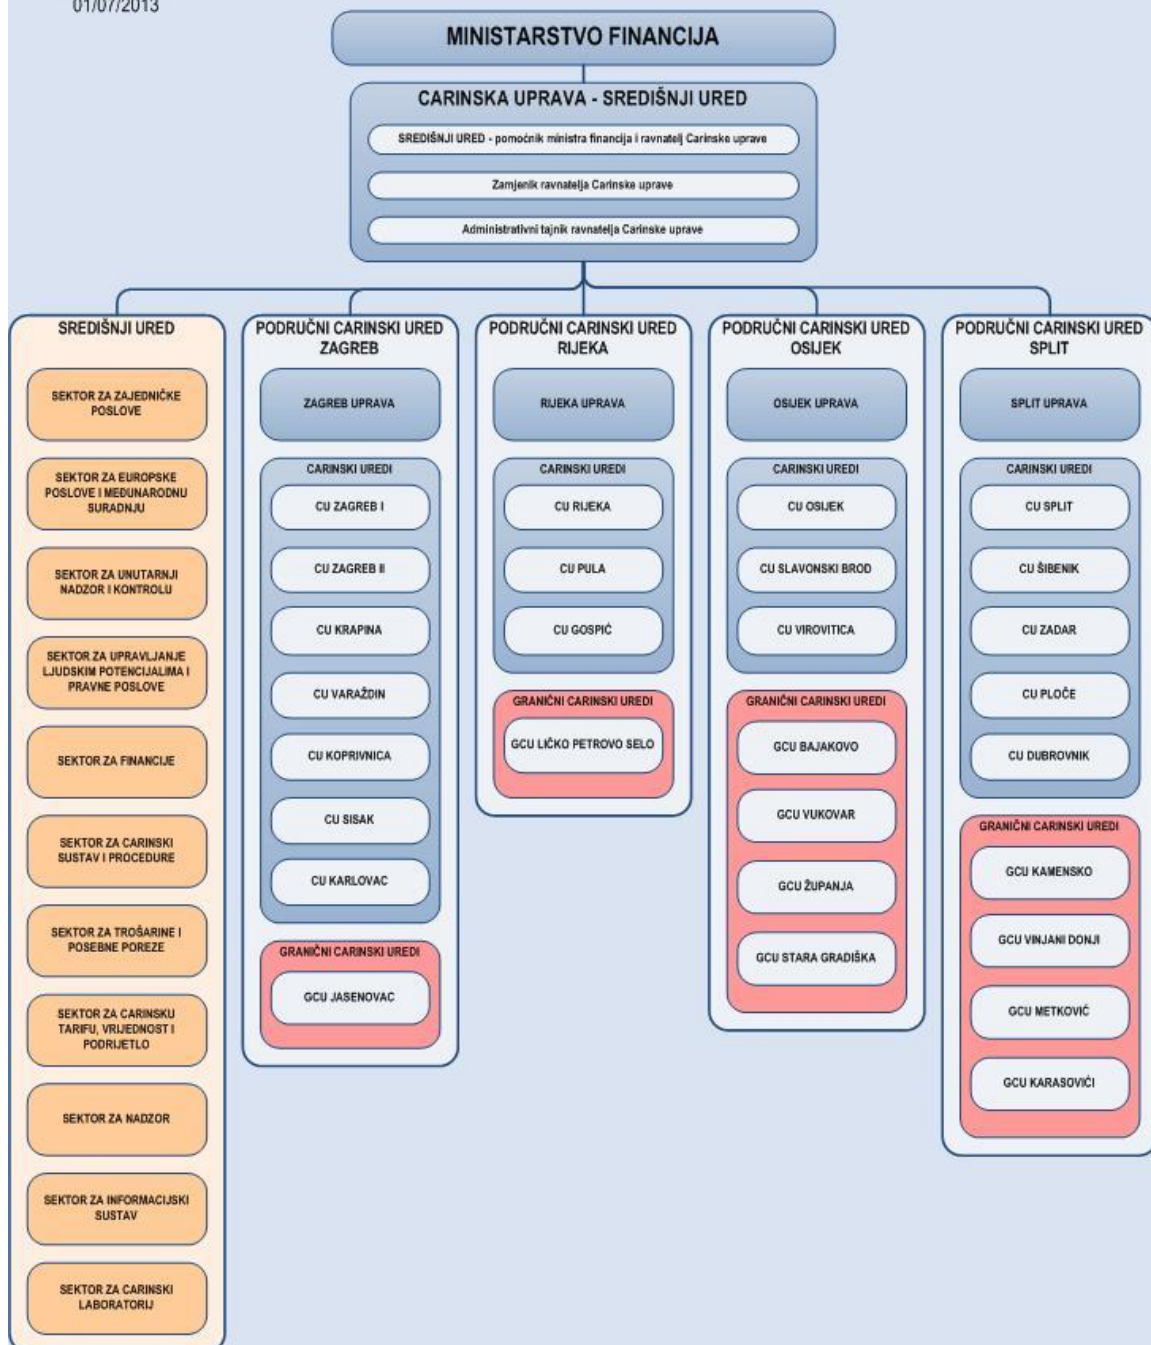 01/07/2013
MINISTARSTVO FINANCIJA
CARINSKA UPRAVA - SREDIŠNJI URED
SREDIŠNJI URED - pomoćnik ministra financija i ravnatelj Carinske uprave
Zamjenik ravnatelja Carinske uprave
Administrativni tajnik ravnatelja Carinske uprave
SREDIŠNJI URED
SEKTOR ZA ZAJEDNIČKE
POSLOVE
SEKTOR ZA EUROPSKE
POSLOVE I MEĐUNARODNU
SURADNJU
SEKTOR ZA UNUTARNJI
NADZOR I KONTROLU
SEKTOR ZA UPRAVLJANJE
LJUDSKIM POTENCIJALIMA I
PRAVNE POSLOVE
SEKTOR ZA FINANCIJE
SEKTOR ZA CARINSKI
SUSTAV I PROCEDURE
SEKTOR ZA TROŠARINE I
POSEBNE POREZE
SEKTOR ZA CARINSKU
TARIFU, VRIJEDNOST I
PODRIJETLO
SEKTOR ZA NADZOR
SEKTOR ZA INFORMACIJSKI
SUSTAV
SEKTOR ZA CARINSKI
LABORATORIJ
PODRUČNI CARINSKI URED
ZAGREB
ZAGREB UPRAVA
CARINSKI UREDI
CU ZAGREB I
CU ZAGREB II
CU KRAPINA
CU VARAŽDIN
CU KOPRIVNICA
CU SISAK
CU KARLOVAC
GRANIČNI CARINSKI UREDI
GCU JASENOVAC
PODRUČNI CARINSKI URED
RIJEKA
RIJEKA UPRAVA
CARINSKI UREDI
CU RIJEKA
CU PULA
CU GOSPIĆ
GRANIČNI CARINSKI UREDI
GCU LIČKO PETROVO SELO
PODRUČNI CARINSKI URED
OSIJEK
OSIJEK UPRAVA
CARINSKI UREDI
CU OSIJEK
CU SLAVONSKI BROD
CU VIROVITICA
GRANIČNI CARINSKI UREDI
GCU BAJAKOVO
GCU VUKOVAR
GCU ŽUPANJA
GCU STARA GRADIŠKA
PODRUČNI CARINSKI URED
SPLIT
SPLIT UPRAVA
CARINSKI UREDI
CU SPLIT
CU ŠIBENIK
CU ZADAR
CU PLOČE
CU DUBROVNIK
GRANIČNI CARINSKI UREDI
GCU KAMENSKO
GCU VINJANI DONJI
GCU METKOVIĆ
GCU KARASOVIĆI